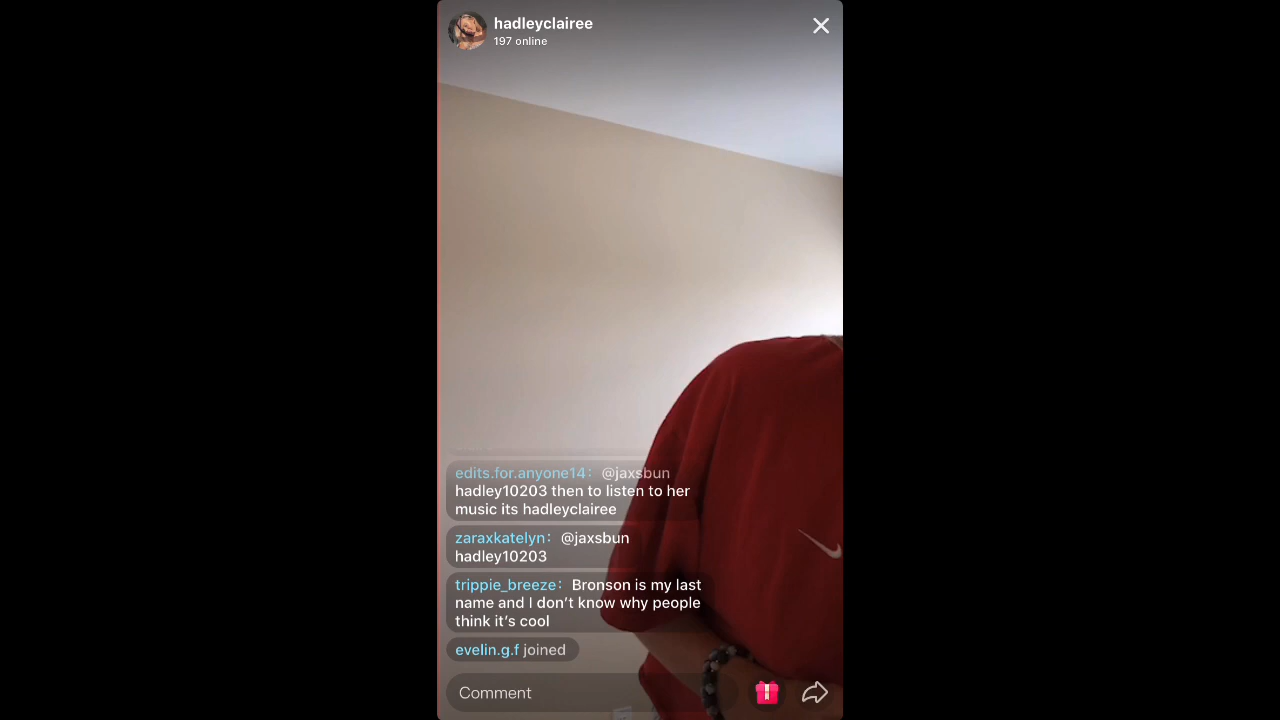 hadleyclairee
197 online
edits.for.anyone14: @jaxsbun
hadley10203 then to listen to her
music its hadleyclairee
zaraxkatelyn: @jaxsbun
hadley10203
trippie_breeze: Bronson is my last
name and I don’t know why people
think it’s cool
evelin.g.f joined
Comment